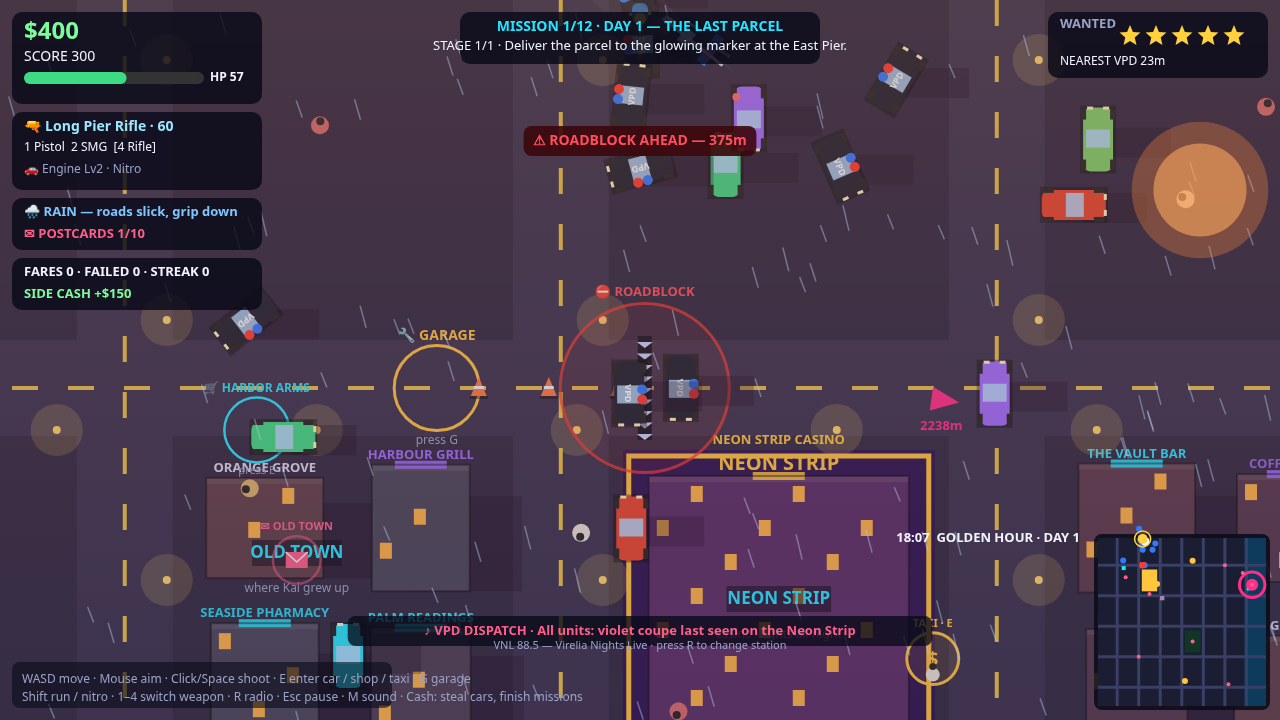 $400
SCORE 300
HP 57
🔫 Long Pier Rifle · 60
1 Pistol 2 SMG [4 Rifle]
🚗 Engine Lv2 · Nitro
🌧️ RAIN — roads slick, grip down
✉ POSTCARDS 1/10
FARES 0 · FAILED 0 · STREAK 0
SIDE CASH +$150
MISSION 1/12 · DAY 1 — THE LAST PARCEL
STAGE 1/1 · Deliver the parcel to the glowing marker at the East Pier.
WANTED ★★★★★
NEAREST VPD 23m
VPD
VPD
VPD
VPD
⚠ ROADBLOCK AHEAD — 375m
⛔ ROADBLOCK
VPD
🔧 GARAGE
press G
VPD
VPD
🛒 HARBOR ARMS
2238m
ORANGE GROVE
HARBOUR GRILL
NEON STRIP CASINO
NEON STRIP
THE VAULT BAR
✉ OLD TOWN
OLD TOWN
where Kai grew up
18:07 GOLDEN HOUR · DAY 1
NEON STRIP
SEASIDE PHARMACY
PALM READINGS
♪ VPD DISPATCH · All units: violet coupe last seen on the Neon Strip
VNL 88.5 — Virelia Nights Live · press R to change station
WASD move · Mouse aim · Click/Space shoot · E enter car / shop / taxi · G garage
Shift run / nitro · 1–4 switch weapon · R radio · Esc pause · M sound · Cash: steal cars, finish missions